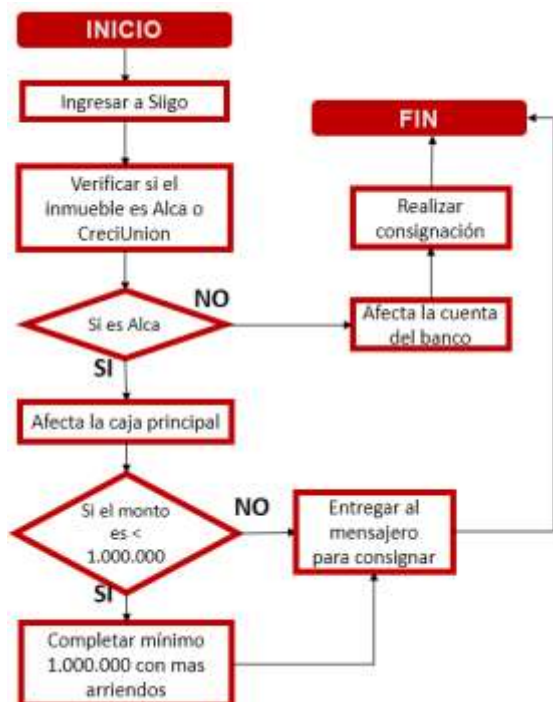 INICIO
Ingresar a Siigo
FIN
Verificar si el
inmueble es Alca o
CreciUnion
Realizar
consignación
NO
Si es Alca
Afecta la cuenta
del banco
SI
Afecta la caja principal
Si el monto
es <
1.000.000
NO
Entregar al
mensajero
para consignar
SI
Completar mínimo
1.000.000 con mas
arriendos